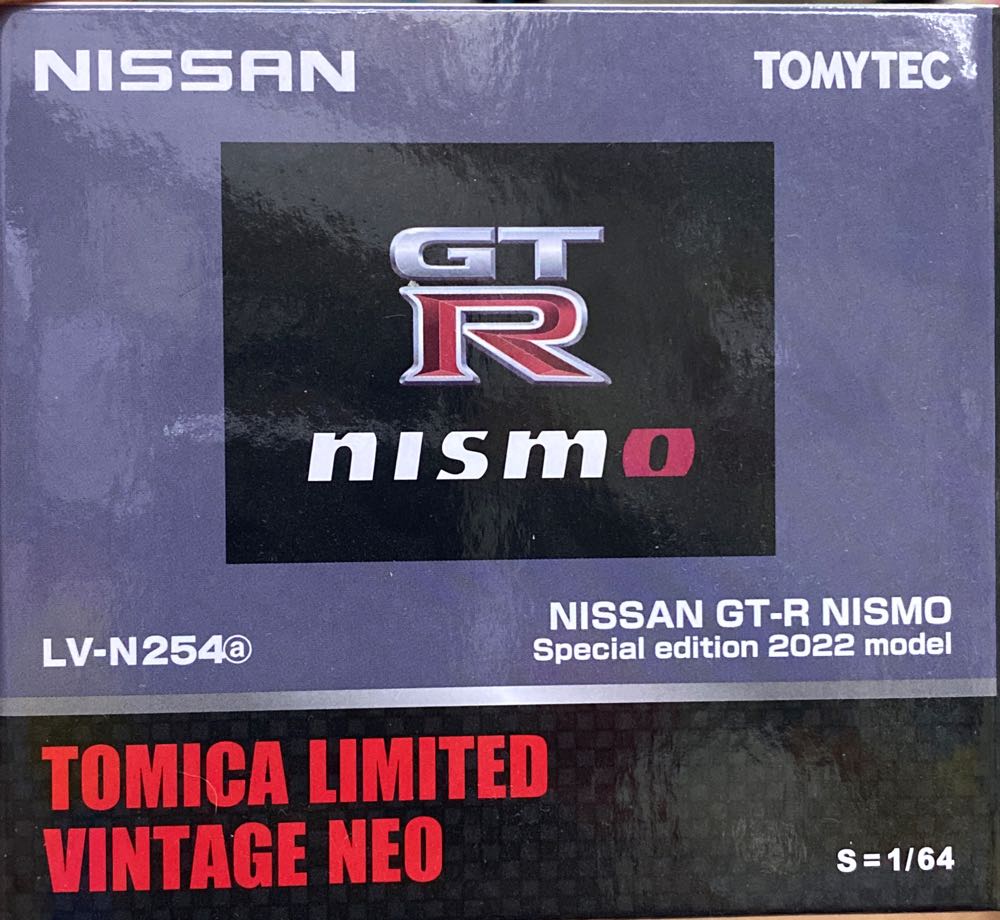 NISSAN
TOMYTEC
GT
R
nismo
NISSAN GT-R NISMO
Special edition 2022 model
LV-N254ⓐ
TOMICA LIMITED
VINTAGE NEO
S=1/64